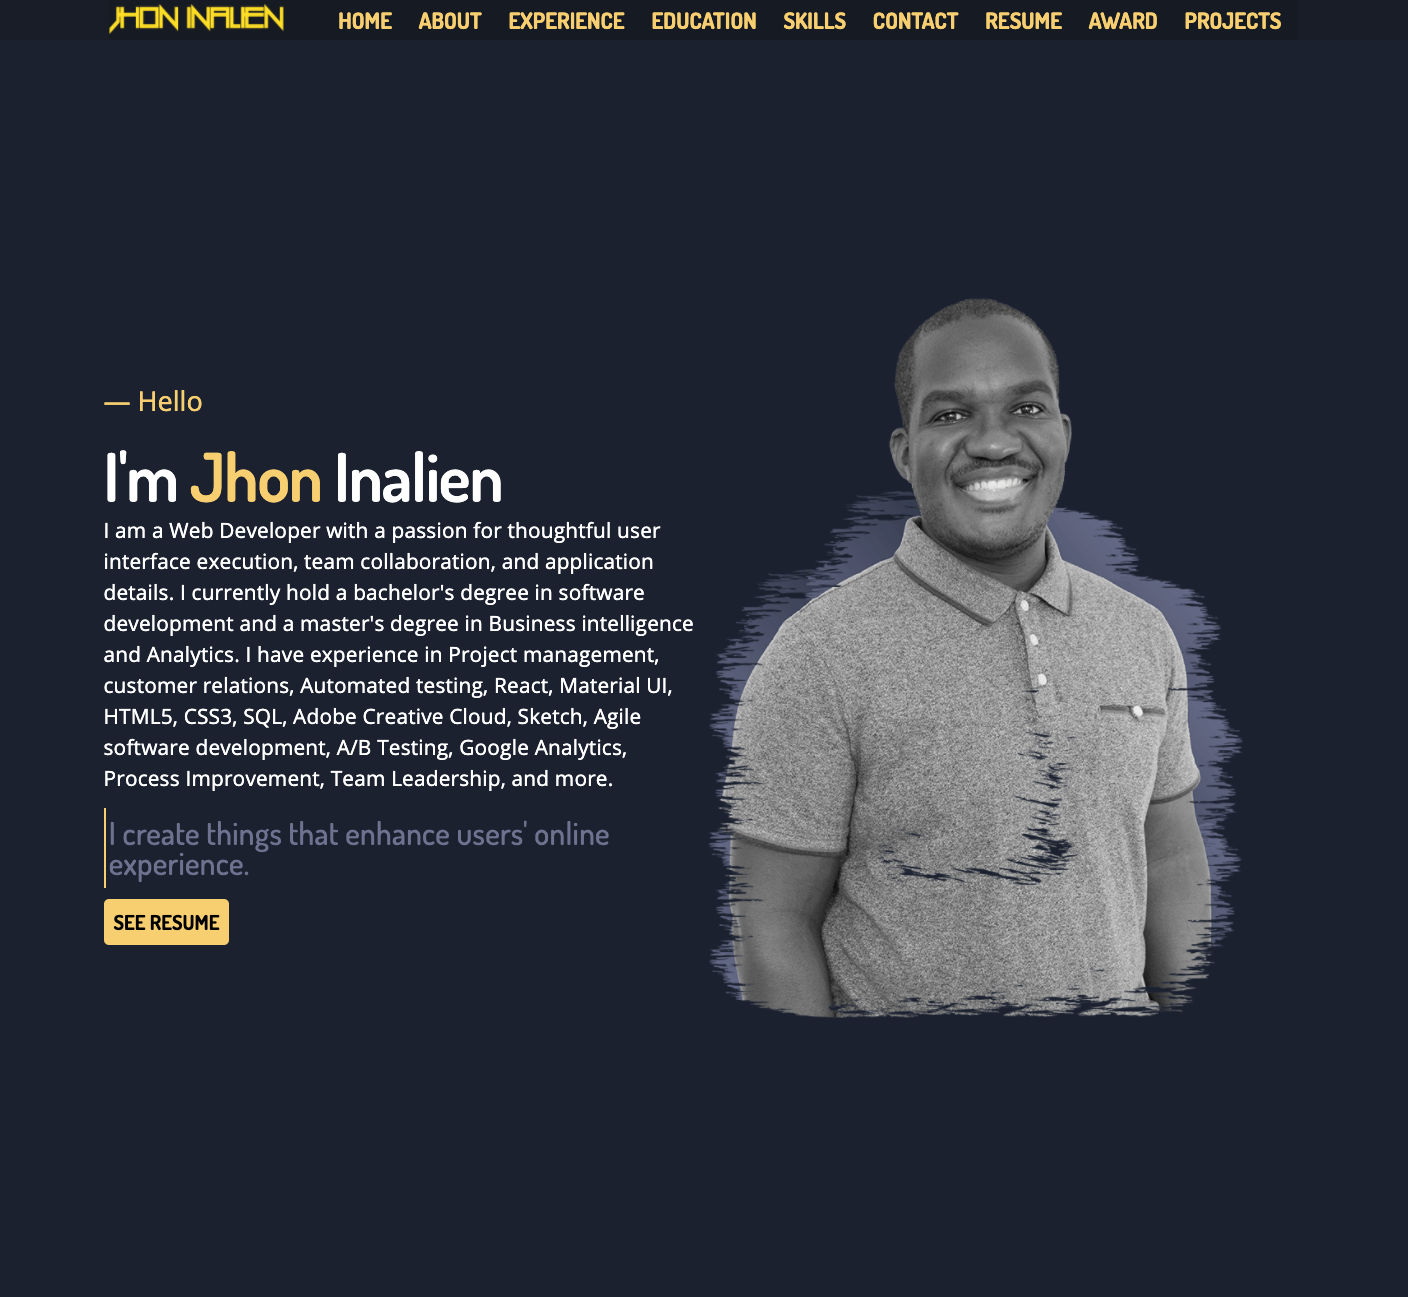 JHON INALIEN
HOME ABOUT EXPERIENCE EDUCATION SKILLS CONTACT RESUME AWARD PROJECTS
— Hello
I'm Jhon Inalien
I am a Web Developer with a passion for thoughtful user
interface execution, team collaboration, and application
details. I currently hold a bachelor's degree in software
development and a master's degree in Business intelligence
and Analytics. I have experience in Project management,
customer relations, Automated testing, React, Material UI,
HTML5, CSS3, SQL, Adobe Creative Cloud, Sketch, Agile
software development, A/B Testing, Google Analytics,
Process Improvement, Team Leadership, and more.
I create things that enhance users' online
experience.
SEE RESUME